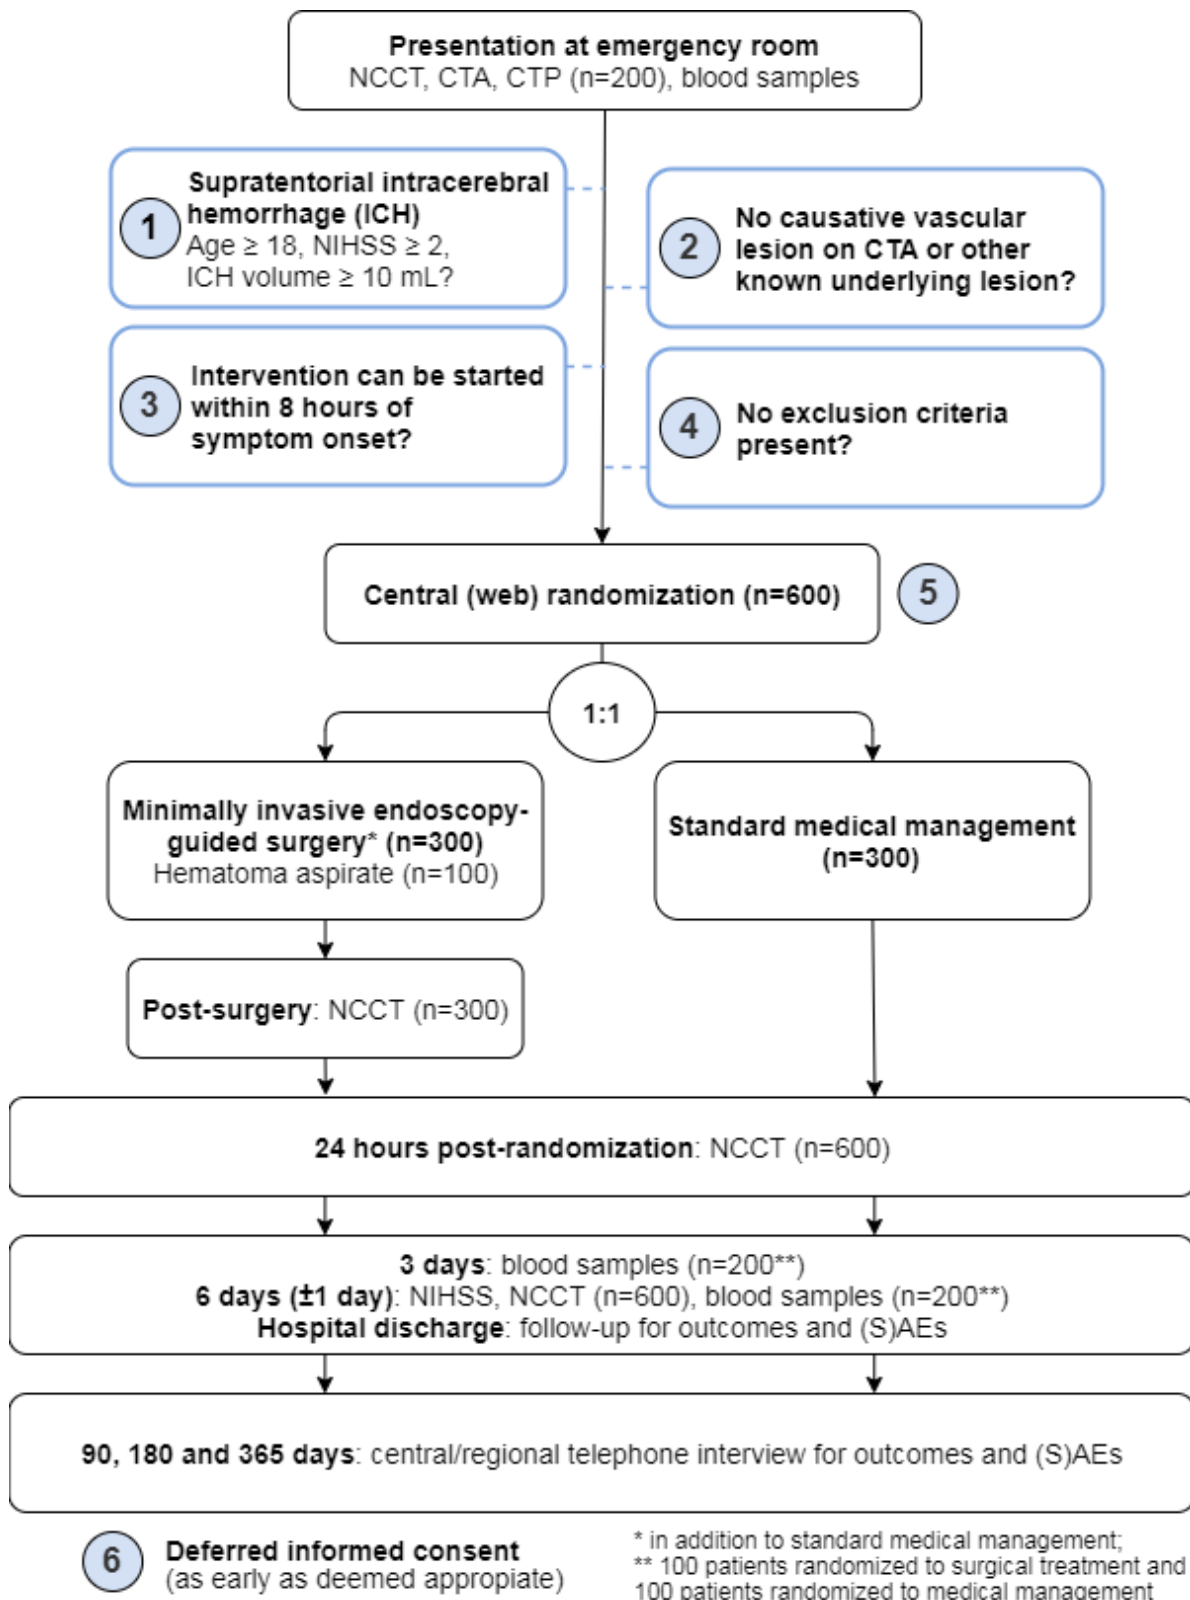 Presentation at emergency room
NCCT, CTA, CTP (n=200), blood samples
1
Supratentorial intracerebral
hemorrhage (ICH)
Age ≥ 18, NIHSS ≥ 2,
ICH volume ≥ 10 mL?
2
No causative vascular
lesion on CTA or other
known underlying lesion?
3
Intervention can be started
within 8 hours of
symptom onset?
4
No exclusion criteria
present?
Central (web) randomization (n=600)
5
1:1
Minimally invasive endoscopy-
guided surgery* (n=300)
Hematoma aspirate (n=100)
Standard medical management
(n=300)
Post-surgery: NCCT (n=300)
24 hours post-randomization: NCCT (n=600)
3 days: blood samples (n=200**)
6 days (±1 day): NIHSS, NCCT (n=600), blood samples (n=200**)
Hospital discharge: follow-up for outcomes and (S)AEs
90, 180 and 365 days: central/regional telephone interview for outcomes and (S)AEs
6
Deferred informed consent
(as early as deemed appropiate)
* in addition to standard medical management;
** 100 patients randomized to surgical treatment and
100 patients randomized to medical management